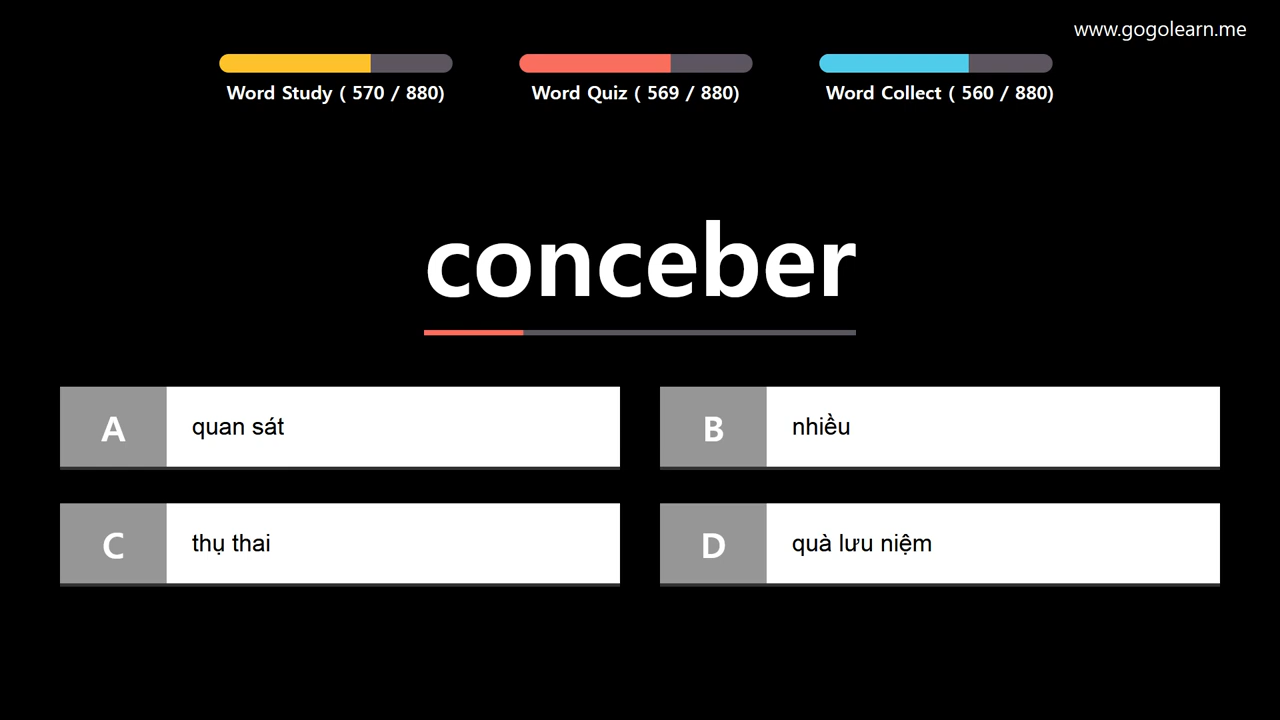 www.gogolearn.me
Word Study ( 570 / 880)
Word Quiz ( 569 / 880)
Word Collect ( 560 / 880)
conceber
A quan sát
B nhiều
C thụ thai
D quà lưu niệm